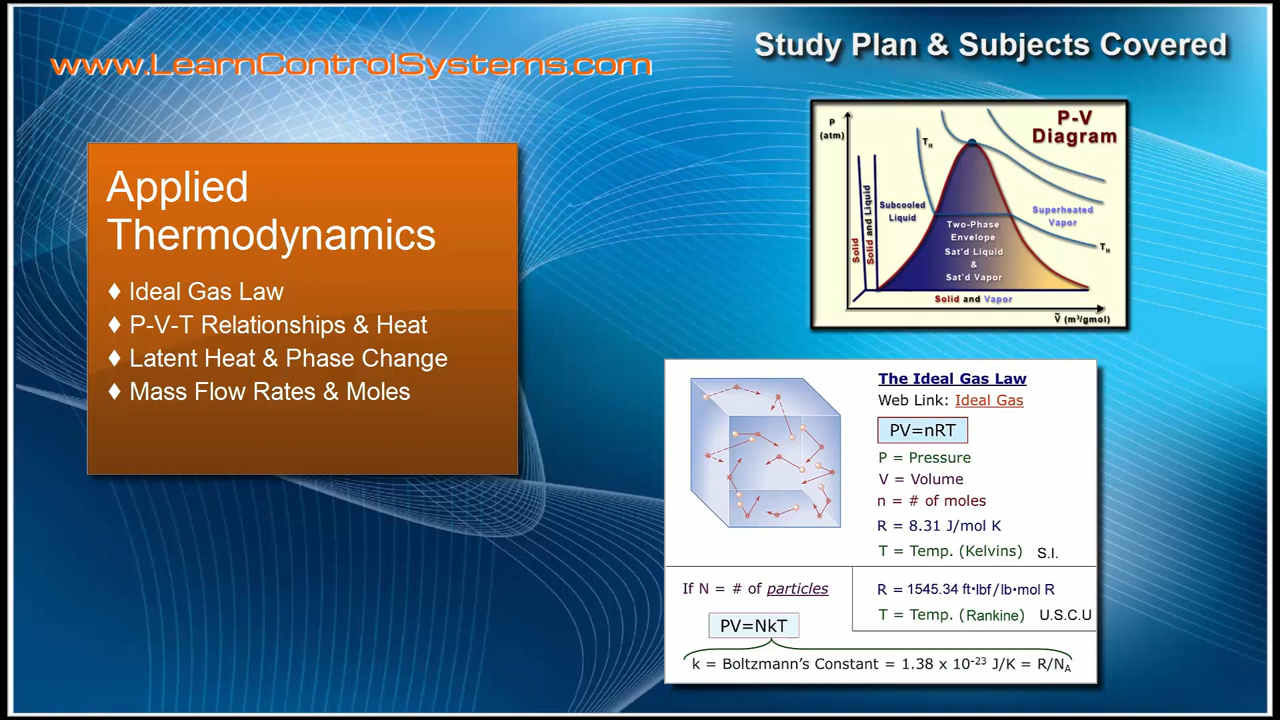 www.LearnControlSystems.com
Study Plan & Subjects Covered
Applied
Thermodynamics
♦ Ideal Gas Law
♦ P-V-T Relationships & Heat
♦ Latent Heat & Phase Change
♦ Mass Flow Rates & Moles
P
(atm)
P-V
Diagram
T_H
Solid
Solid and Liquid
Subcooled
Liquid
Two-Phase
Envelope
Sat'd Liquid
&
Sat'd Vapor
Superheated
Vapor
T_H
Solid and Vapor
Ṽ (m³/gmol)
The Ideal Gas Law
Web Link: Ideal Gas
PV=nRT
P = Pressure
V = Volume
n = # of moles
R = 8.31 J/mol K
T = Temp. (Kelvins) S.I.
If N = # of particles
PV=NkT
R = 1545.34 ft•lbf/lb•mol R
T = Temp. (Rankine) U.S.C.U
k = Boltzmann's Constant = 1.38 x 10⁻²³ J/K = R/N_A